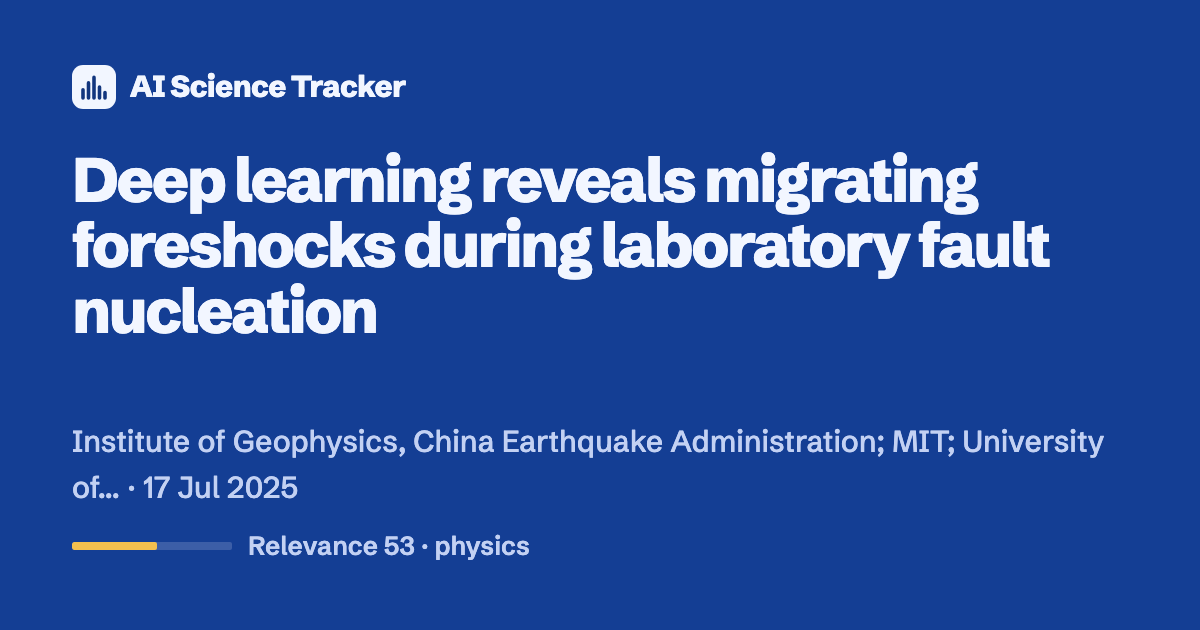 AI Science Tracker
Deep learning reveals migrating
foreshocks during laboratory fault
nucleation
Institute of Geophysics, China Earthquake Administration; MIT; University
of... · 17 Jul 2025
Relevance 53 · physics